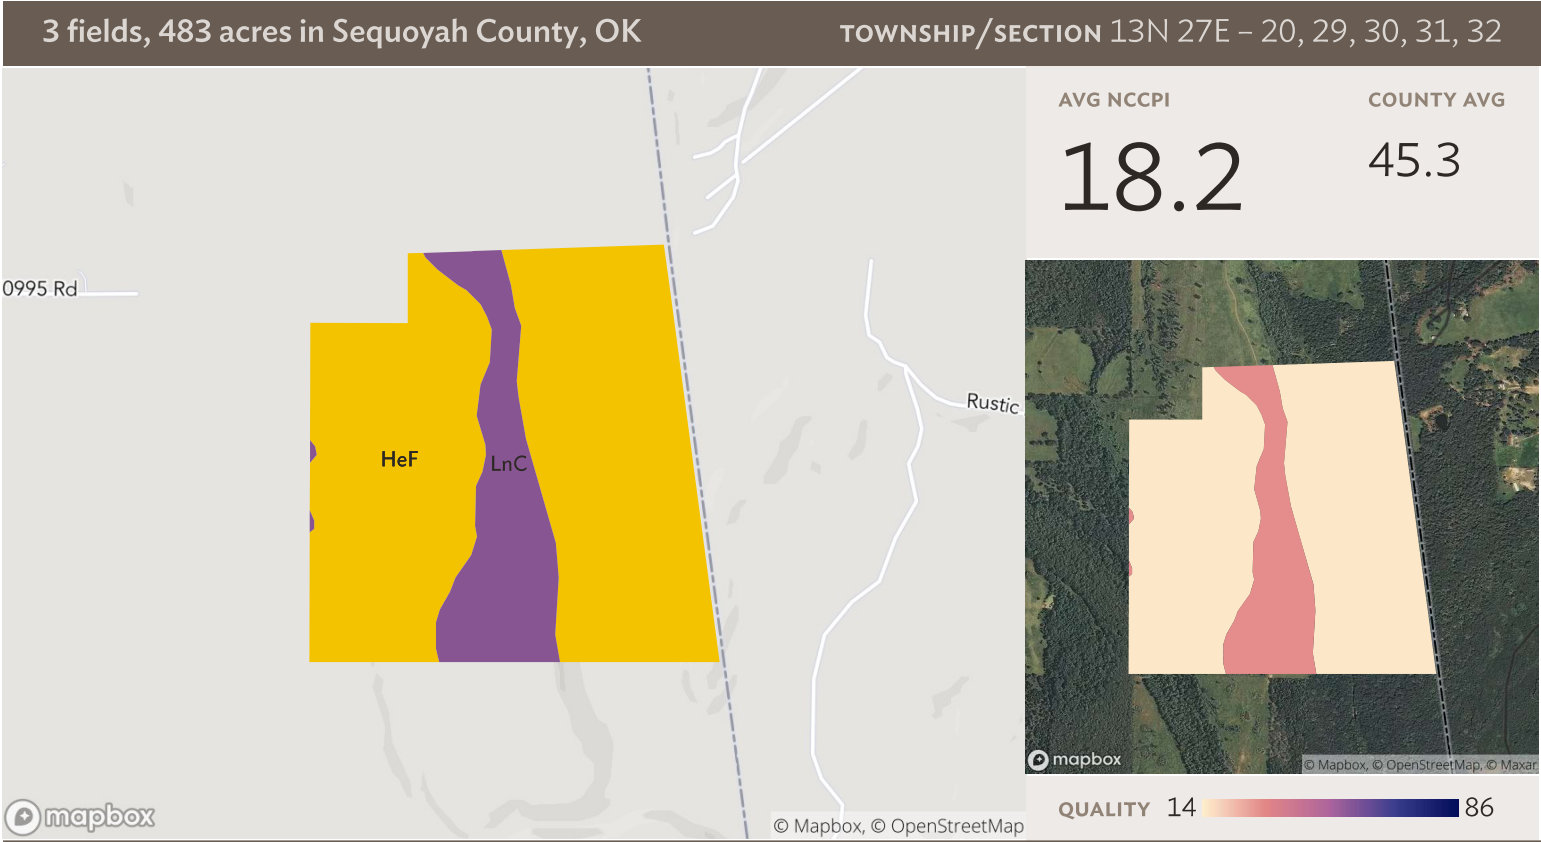 3 fields, 483 acres in Sequoyah County, OK
TOWNSHIP/SECTION 13N 27E – 20, 29, 30, 31, 32
AVG NCCPI
18.2
COUNTY AVG
45.3
0995 Rd
HeF
LnC
Rustic
mapbox
© Mapbox, © OpenStreetMap
mapbox
© Mapbox, © OpenStreetMap, © Maxar
QUALITY 14 86